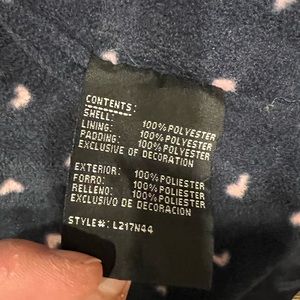 CONTENTS:
SHELL: 100% POLYESTER
LINING: 100% POLYESTER
PADDING: 100% POLYESTER
EXCLUSIVE OF DECORATION
EXTERIOR: 100% POLIESTER
FORRO: 100% POLIESTER
RELLENO: 100% POLIESTER
EXCLUSIVO DE DECORACION
STYLE#: L217N44